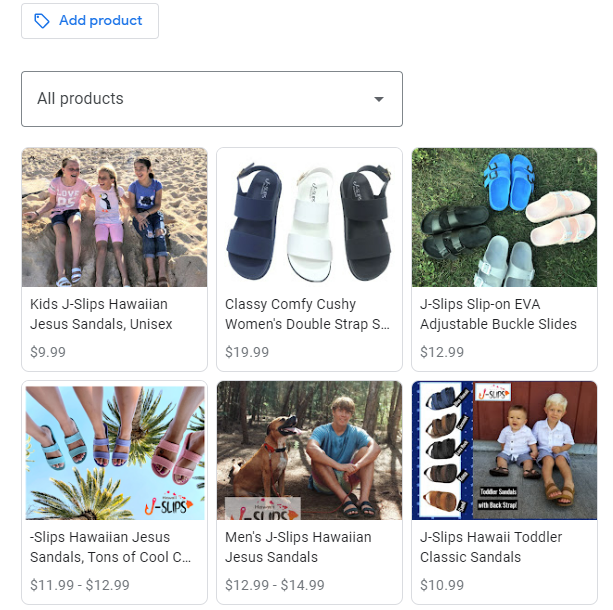 Add product
All products
LOVE
Kids J-Slips Hawaiian
Jesus Sandals, Unisex
$9.99
Classy Comfy Cushy
Women's Double Strap S...
$19.99
J-Slips Slip-on EVA
Adjustable Buckle Slides
$12.99
J-SLIPS
-Slips Hawaiian Jesus
Sandals, Tons of Cool C...
$11.99 - $12.99
J-SLIPS
Men's J-Slips Hawaiian
Jesus Sandals
$12.99 - $14.99
J-SLIPS
Toddler Sandals
with Back Strap!
J-Slips Hawaii Toddler
Classic Sandals
$10.99